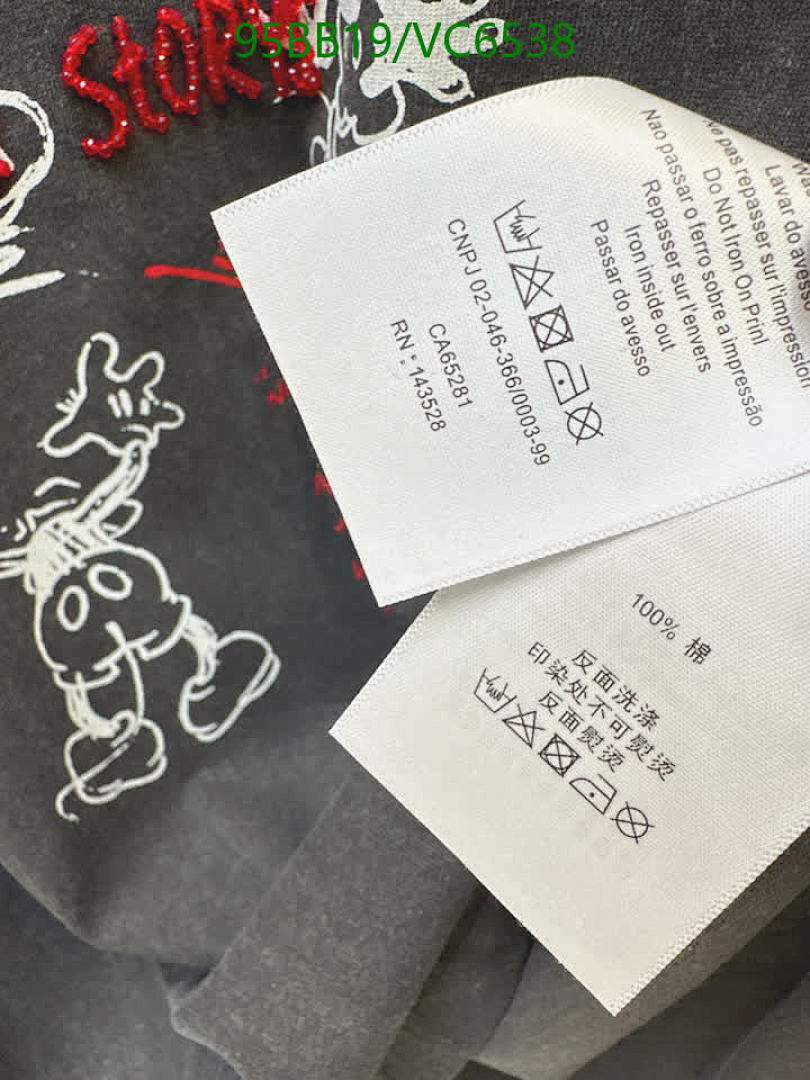 95BB19/VC6538
STORM
Lavar do avesso
pas repasser sur l'impression
Do Not Iron On Prinl
Nao passar o ferro sobre a impressão
Repasser sur l'envers
Iron inside out
Passar do avesso
CNPJ 02-046-366/0003-99
CA65281
RN：143528
100% 棉
反面洗涤
印染处不可熨烫
反面熨烫